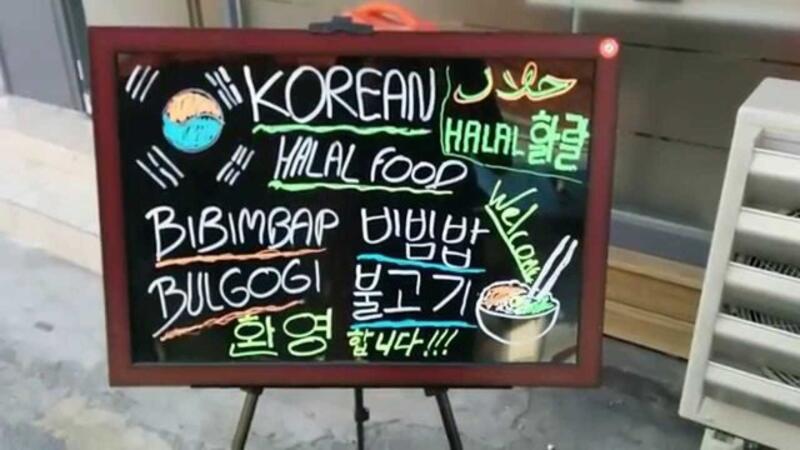 KOREAN
حلال
HALAL 할랄
HALAL FOOD
Welcome
BIBIMBAP 비빔밥
BULGOGI 불고기
환영 합니다!!!